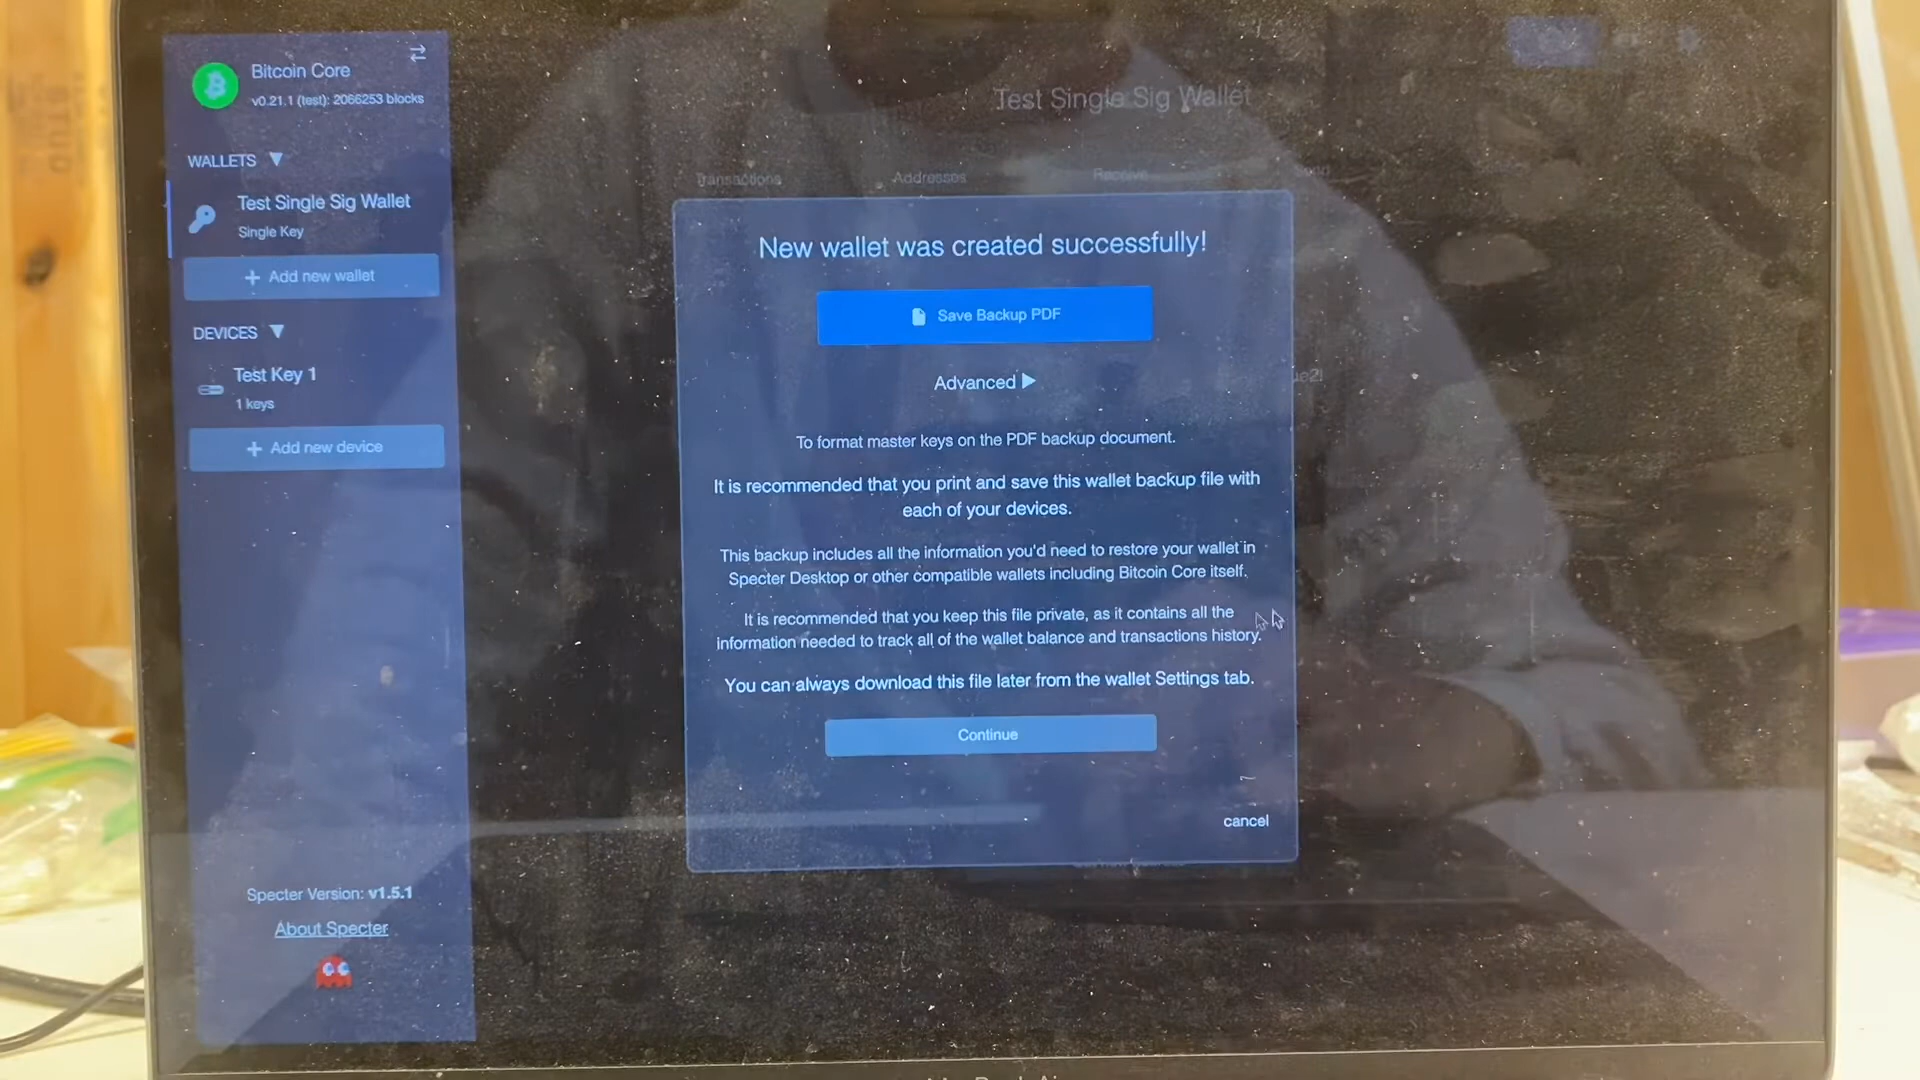 Bitcoin Core
v0.21.1 (test): 2066253 blocks
WALLETS
Test Single Sig Wallet
Single Key
+ Add new wallet
DEVICES
Test Key 1
1 keys
+ Add new device
Specter Version: v1.5.1
About Specter
Test Single Sig Wallet
Transactions Addresses Receive Send
New wallet was created successfully!
Save Backup PDF
Advanced
To format master keys on the PDF backup document.
It is recommended that you print and save this wallet backup file with
each of your devices.
This backup includes all the information you'd need to restore your wallet in
Specter Desktop or other compatible wallets including Bitcoin Core itself.
It is recommended that you keep this file private, as it contains all the
information needed to track all of the wallet balance and transactions history.
You can always download this file later from the wallet Settings tab.
Continue
cancel